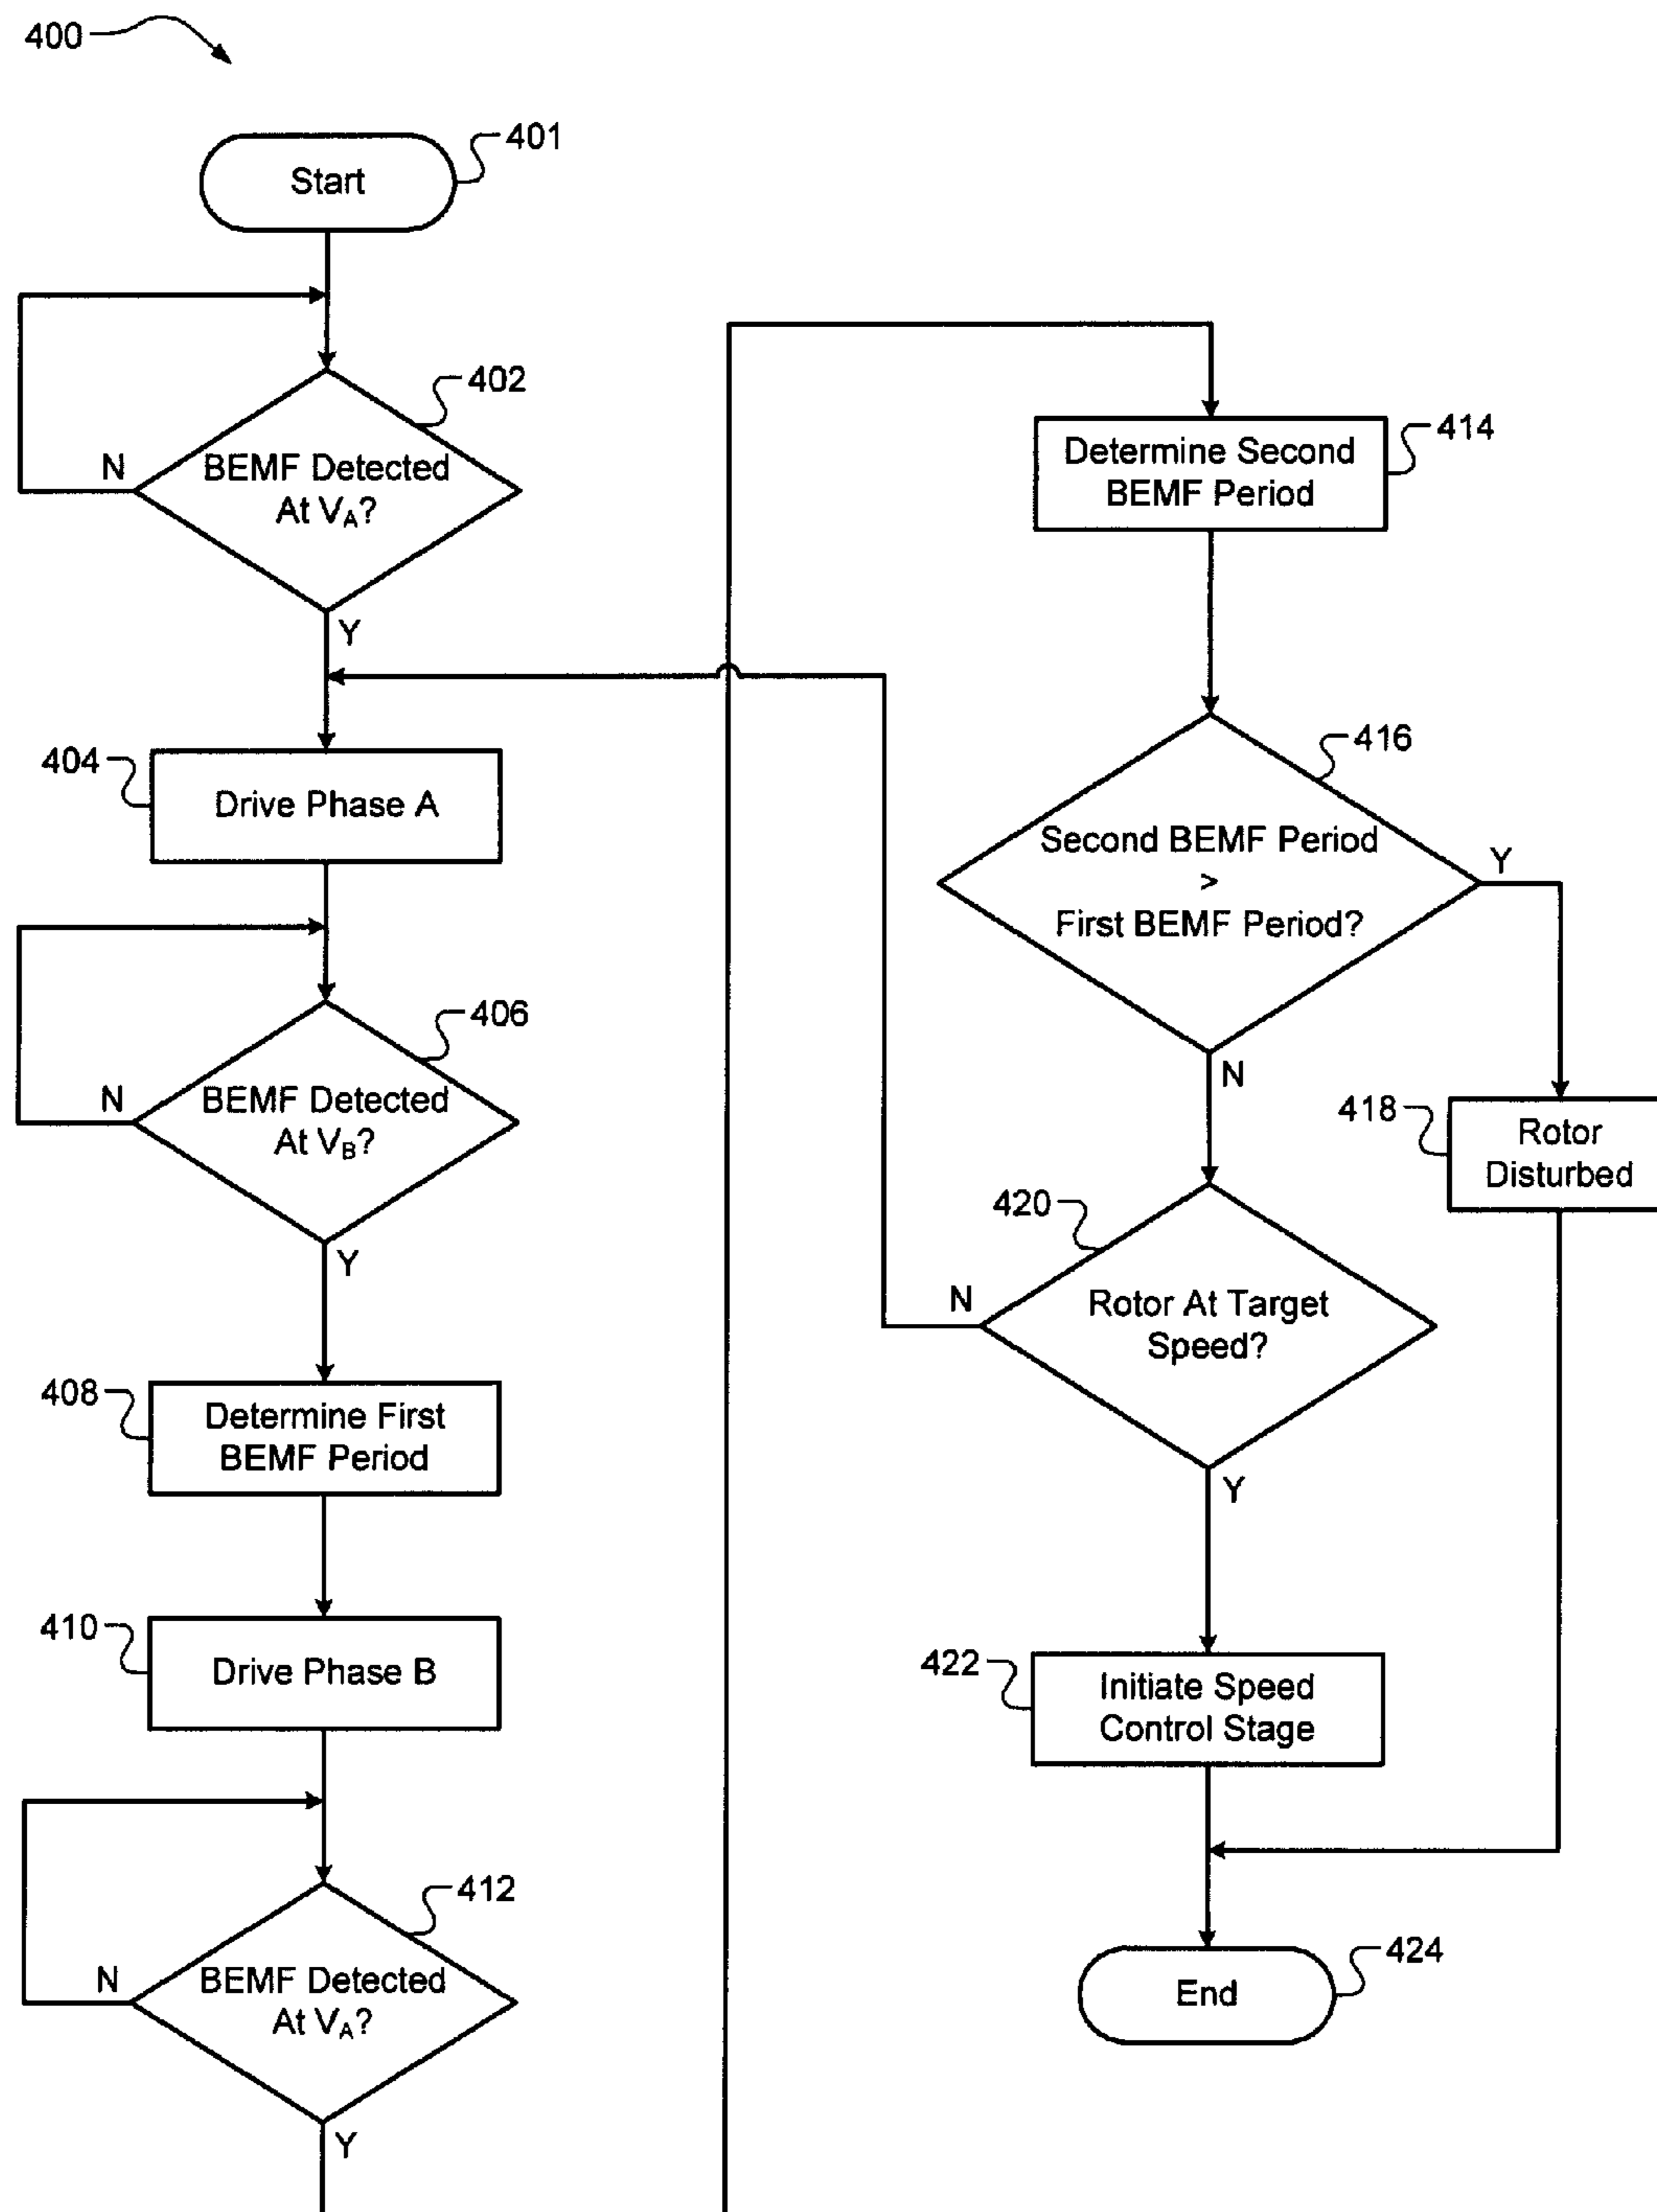 400
401
Start
402
N
BEMF Detected
At VA?
Y
404
Drive Phase A
406
N
BEMF Detected
At VB?
Y
408
Determine First
BEMF Period
410
Drive Phase B
412
N
BEMF Detected
At VA?
Y
414
Determine Second
BEMF Period
416
Second BEMF Period
>
First BEMF Period?
Y
N
418
Rotor
Disturbed
420
N
Rotor At Target
Speed?
Y
422
Initiate Speed
Control Stage
424
End